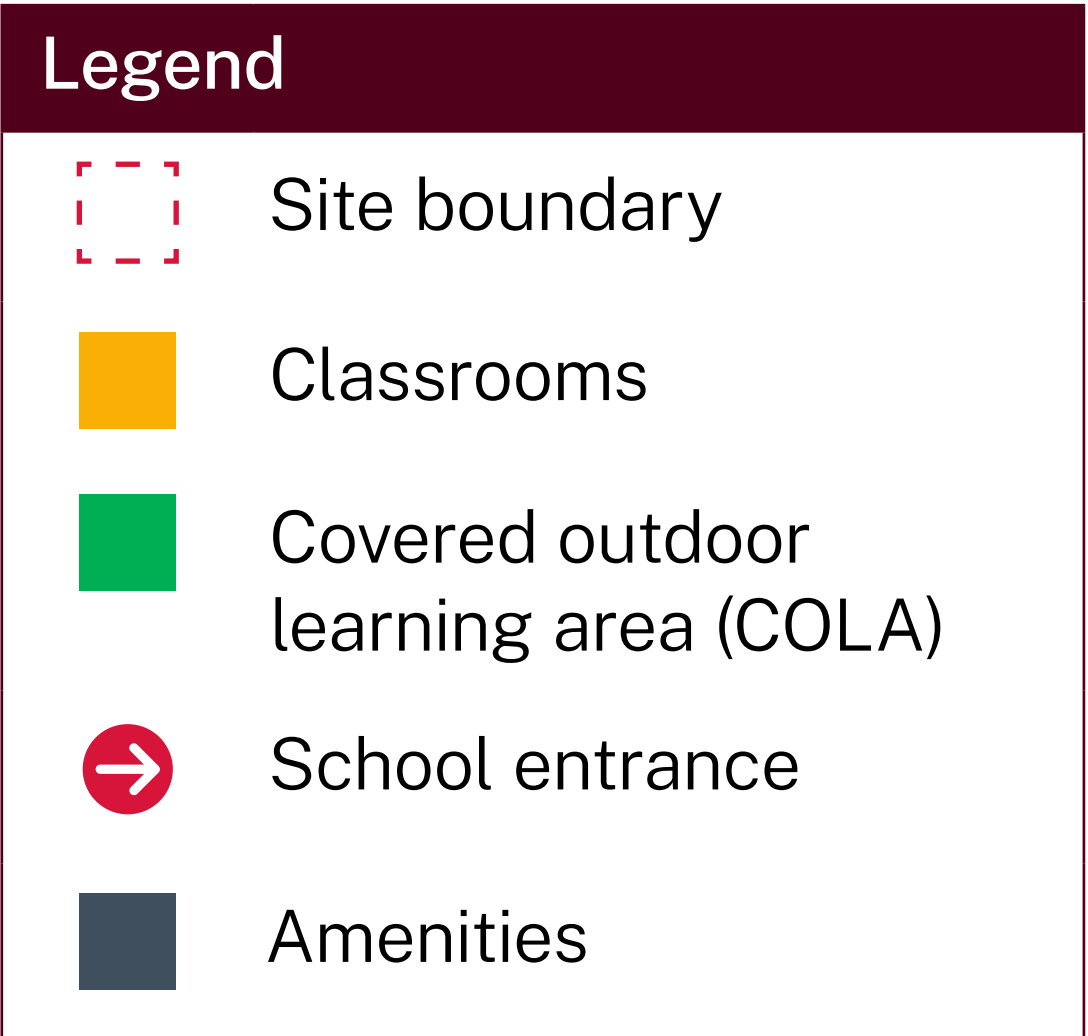 Legend
Site boundary
Classrooms
Covered outdoor
learning area (COLA)
School entrance
Amenities